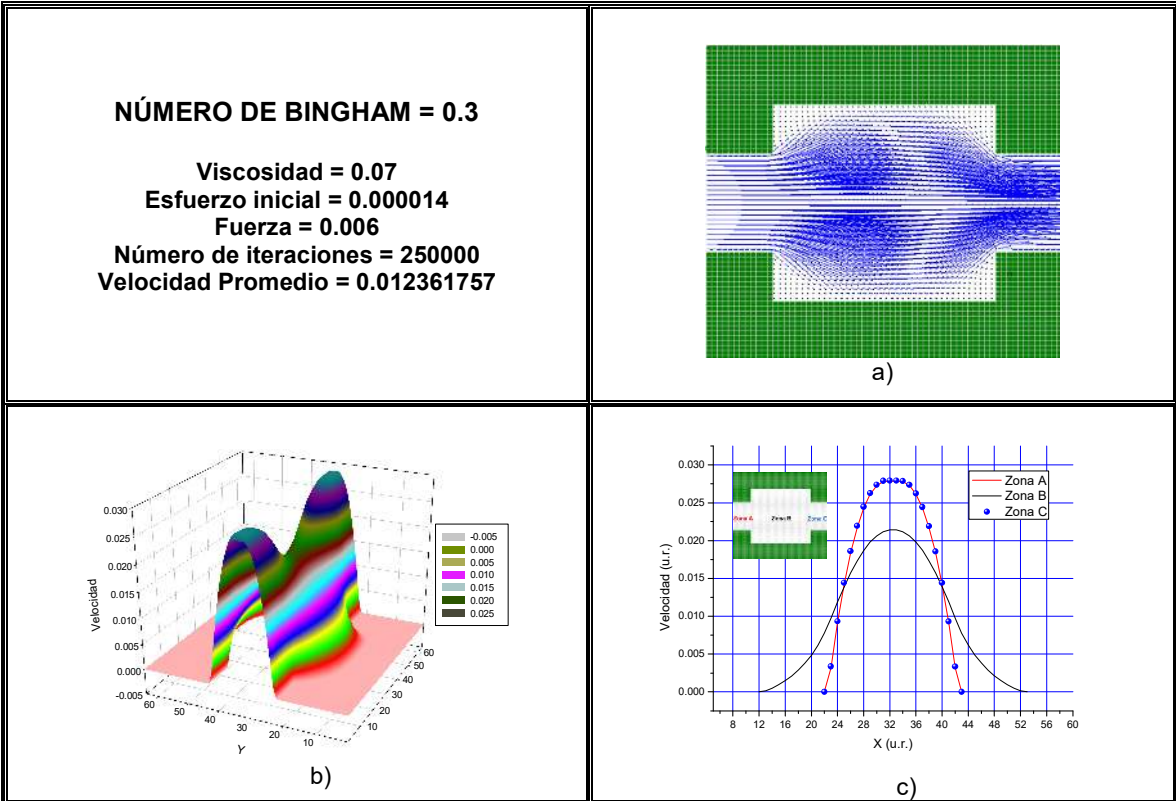 NÚMERO DE BINGHAM = 0.3
Viscosidad = 0.07
Esfuerzo inicial = 0.000014
Fuerza = 0.006
Número de iteraciones = 250000
Velocidad Promedio = 0.012361757
a)
0.030
0.025
0.020
0.015
0.010
0.005
0.000
-0.005
Velocidad
60
50
40
30
20
10
Y
10
20
30
40
50
60
-0.005
0.000
0.005
0.010
0.015
0.020
0.025
b)
0.030
0.025
0.020
0.015
0.010
0.005
0.000
Velocidad (u.r.)
Zona A
Zona B
Zona C
Zona A
Zona B
Zona C
8 12 16 20 24 28 32 36 40 44 48 52 56 60
X (u.r.)
c)